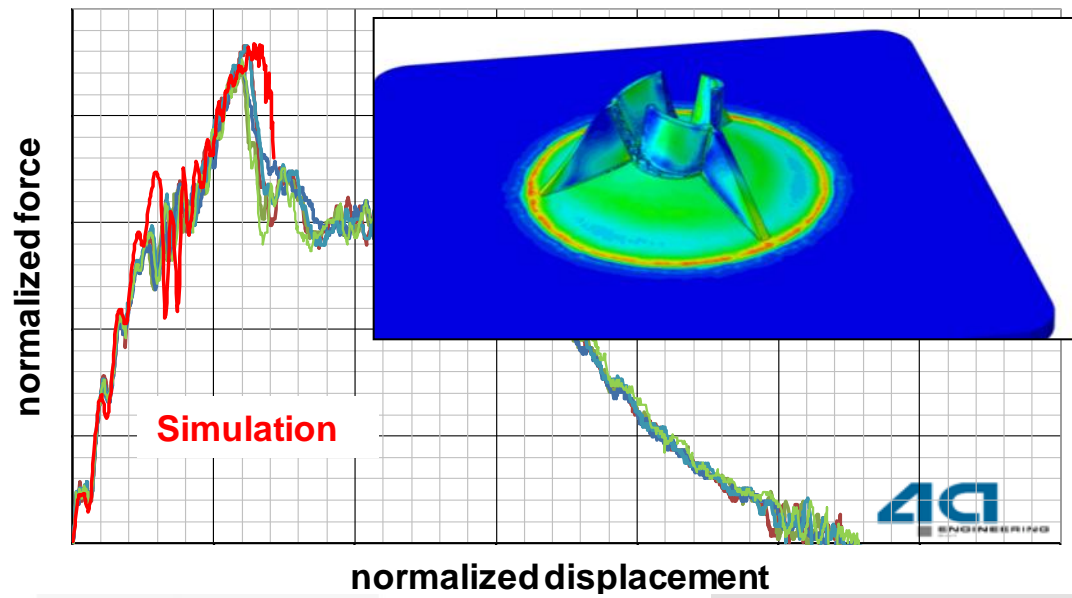 normalized force
Simulation
4a
ENGINEERING
normalized displacement